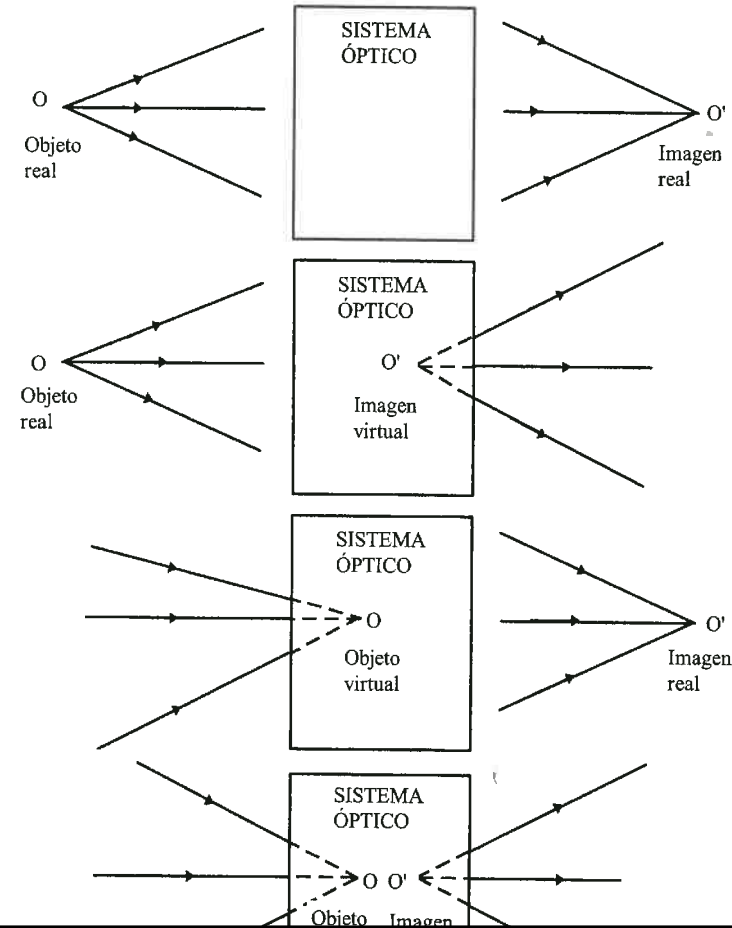 SISTEMA
ÓPTICO
O
O'
Objeto
real
Imagen
real
SISTEMA
ÓPTICO
O
O'
Objeto
real
Imagen
virtual
SISTEMA
ÓPTICO
O
O'
Objeto
virtual
Imagen
real
SISTEMA
ÓPTICO
O O'
Objeto Imagen